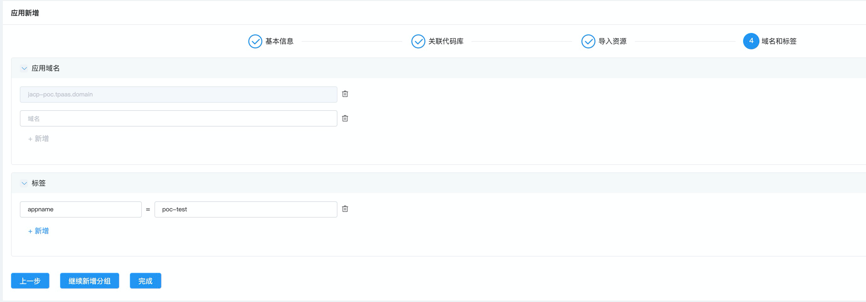 应用新增
基本信息
关联代码库
导入资源
4 域名和标签
应用域名
jacp-poc.tpaas.domain
域名
+ 新增
标签
appname = poc-test
+ 新增
上一步 继续新增分组 完成